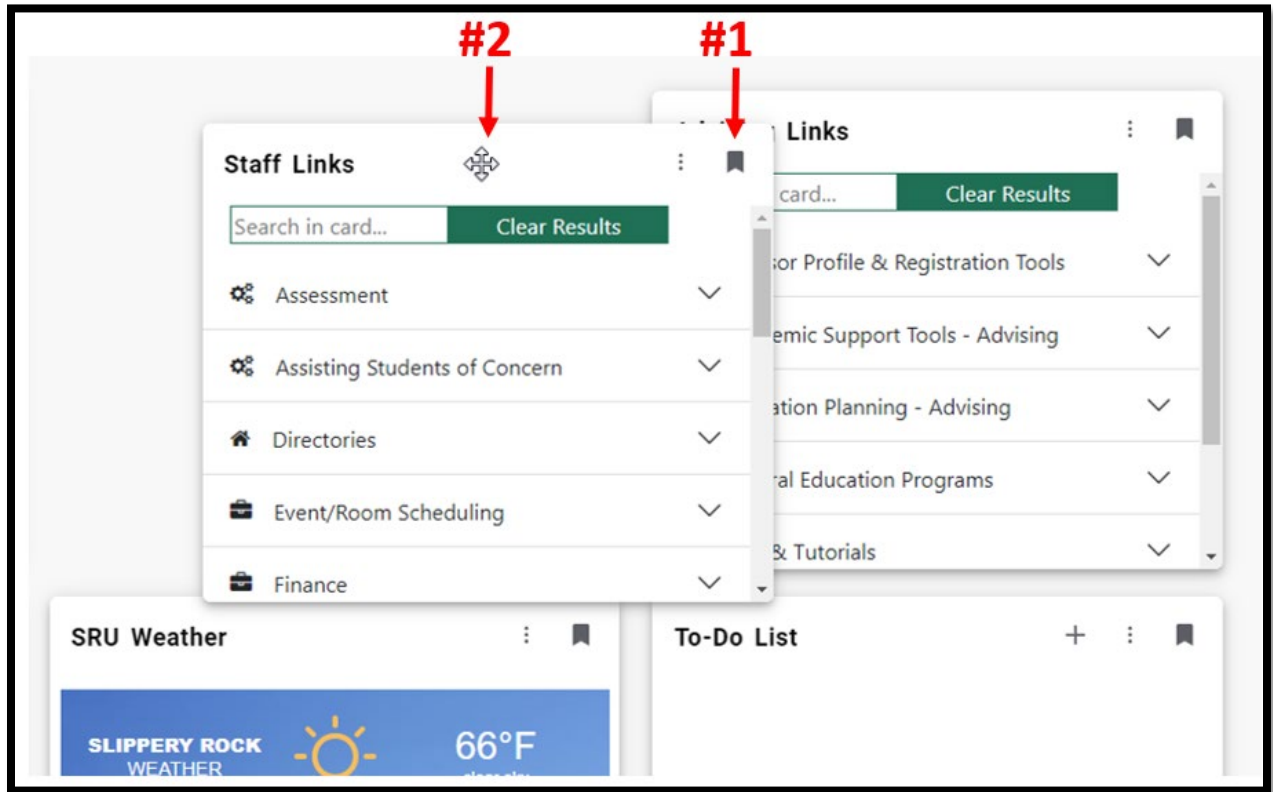 #2
#1
Staff Links
Search in card...
Clear Results
Assessment
Assisting Students of Concern
Directories
Event/Room Scheduling
Finance
Links
card...
Clear Results
sor Profile & Registration Tools
emic Support Tools - Advising
ation Planning - Advising
ral Education Programs
& Tutorials
SRU Weather
SLIPPERY ROCK
WEATHER
66°F
To-Do List